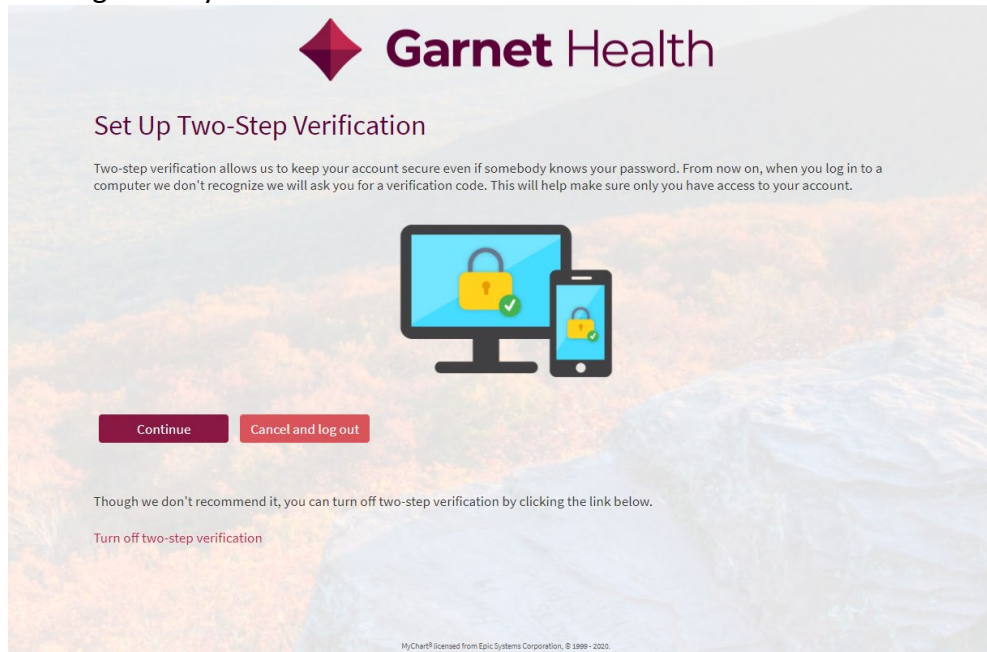 Garnet Health
Set Up Two-Step Verification
Two-step verification allows us to keep your account secure even if somebody knows your password. From now on, when you log in to a
computer we don't recognize we will ask you for a verification code. This will help make sure only you have access to your account.
Continue Cancel and log out
Though we don't recommend it, you can turn off two-step verification by clicking the link below.
Turn off two-step verification
MyChart® licensed from Epic Systems Corporation, © 1999 - 2020.